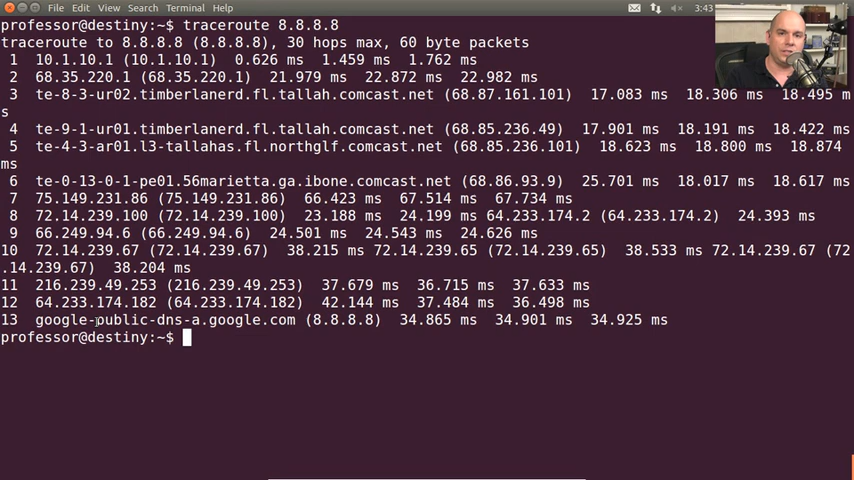 File Edit View Search Terminal Help
3:43
professor@destiny:~$ traceroute 8.8.8.8
traceroute to 8.8.8.8 (8.8.8.8), 30 hops max, 60 byte packets
1 10.1.10.1 (10.1.10.1) 0.626 ms 1.459 ms 1.762 ms
2 68.35.220.1 (68.35.220.1) 21.979 ms 22.872 ms 22.982 ms
3 te-8-3-ur02.timberlanerd.fl.tallah.comcast.net (68.87.161.101) 17.083 ms 18.306 ms 18.495 m
s
4 te-9-1-ur01.timberlanerd.fl.tallah.comcast.net (68.85.236.49) 17.901 ms 18.191 ms 18.422 ms
5 te-4-3-ar01.l3-tallahas.fl.northglf.comcast.net (68.85.236.101) 18.623 ms 18.800 ms 18.874
ms
6 te-0-13-0-1-pe01.56marietta.ga.ibone.comcast.net (68.86.93.9) 25.701 ms 18.017 ms 18.617 ms
7 75.149.231.86 (75.149.231.86) 66.423 ms 67.514 ms 67.734 ms
8 72.14.239.100 (72.14.239.100) 23.188 ms 24.199 ms 64.233.174.2 (64.233.174.2) 24.393 ms
9 66.249.94.6 (66.249.94.6) 24.501 ms 24.543 ms 24.626 ms
10 72.14.239.67 (72.14.239.67) 38.215 ms 72.14.239.65 (72.14.239.65) 38.533 ms 72.14.239.67 (72
.14.239.67) 38.204 ms
11 216.239.49.253 (216.239.49.253) 37.679 ms 36.715 ms 37.633 ms
12 64.233.174.182 (64.233.174.182) 42.144 ms 37.484 ms 36.498 ms
13 google-public-dns-a.google.com (8.8.8.8) 34.865 ms 34.901 ms 34.925 ms
professor@destiny:~$